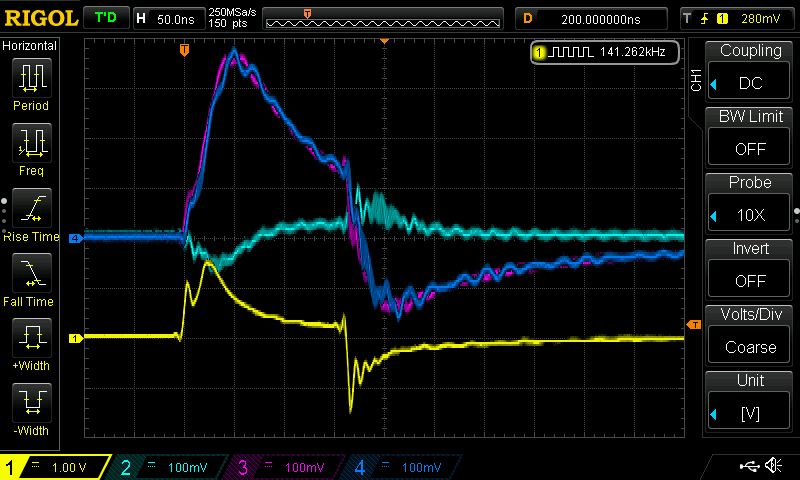 RIGOL T'D H 50.0ns 250MSa/s D 200.000000ns T 1 280mV
150 pts
Horizontal
1 141.262kHz
Coupling
DC
CH1
Period
BW Limit
OFF
Freq
Probe
10X
Rise Time
4
Invert
OFF
Fall Time
Volts/Div
Coarse
T
1
+Width
Unit
[V]
-Width
1 1.00 V 2 100mV 3 100mV 4 100mV